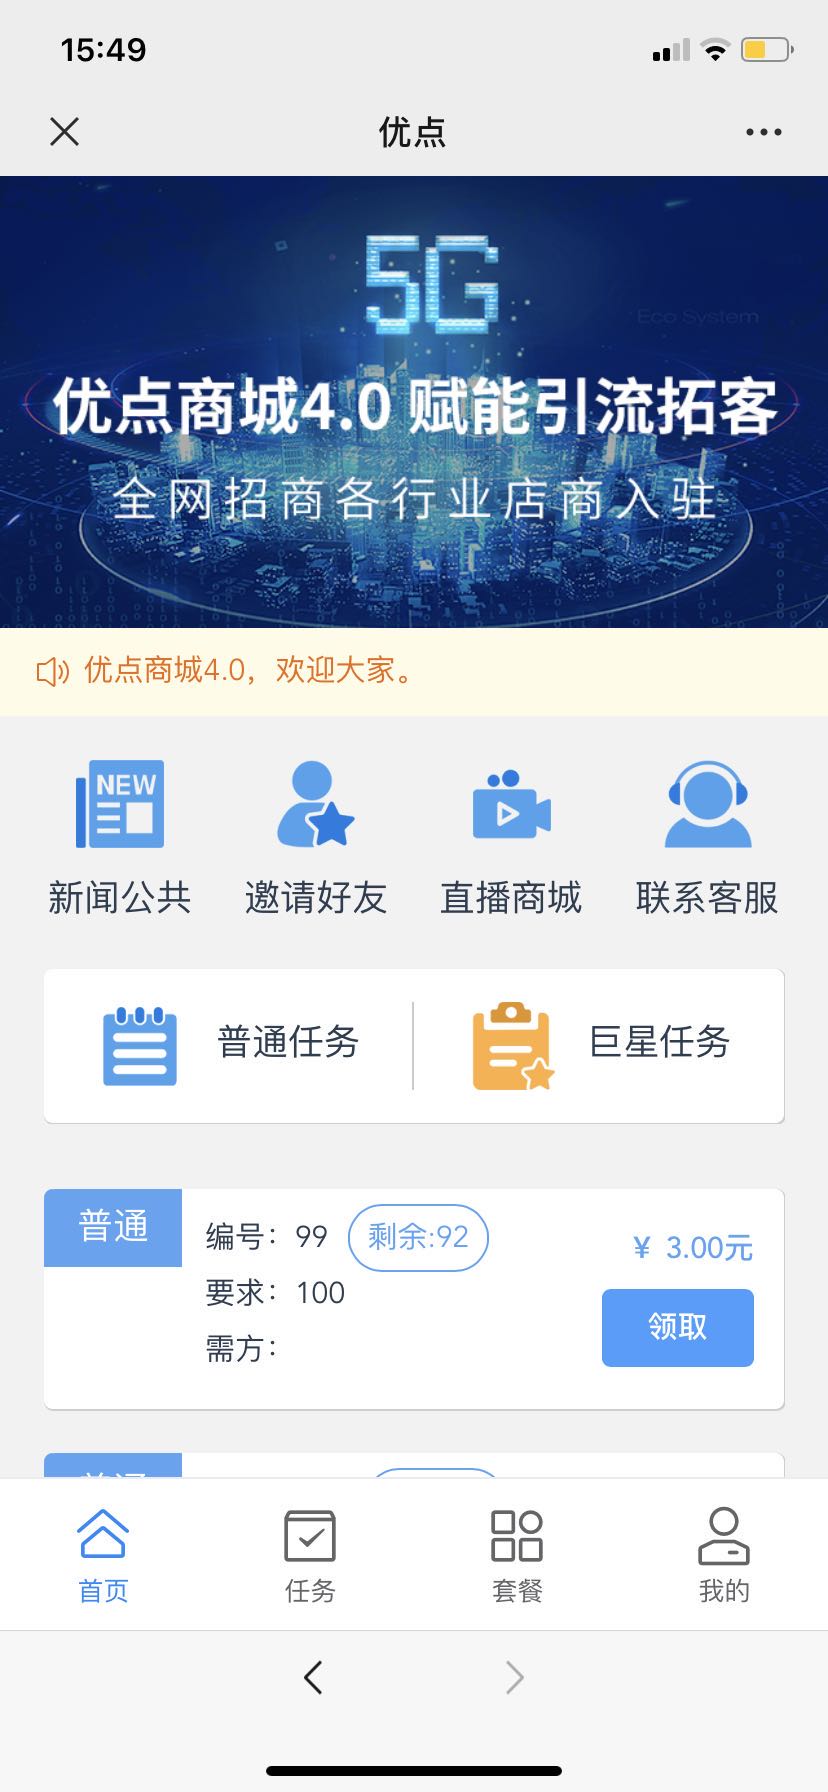 15:49
优点
5G
Eco System
优点商城4.0 赋能引流拓客
全网招商各行业店商入驻
优点商城4.0，欢迎大家。
NEW
新闻公共 邀请好友 直播商城 联系客服
普通任务 巨星任务
普通
编号：99 剩余:92
要求：100
需方：
¥ 3.00元
领取
普通
首页 任务 套餐 我的